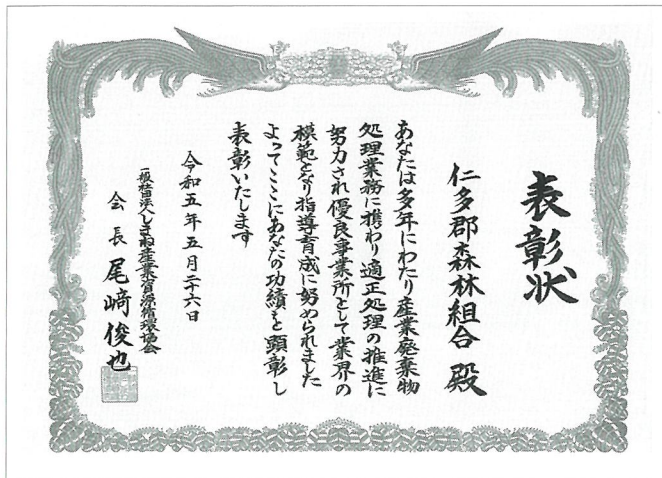 表彰状
仁多郡森林組合 殿
あなたは多年にわたり産業廃棄物
処理業務に携わり適正処理の推進に
努力され優良事業所として業界の
模範となり指導育成に努められました
よってここにあなたの功績を顕彰し
表彰いたします
令和五年五月二十六日
一般社団法人しまね産業資源循環協会
会長 尾﨑俊也